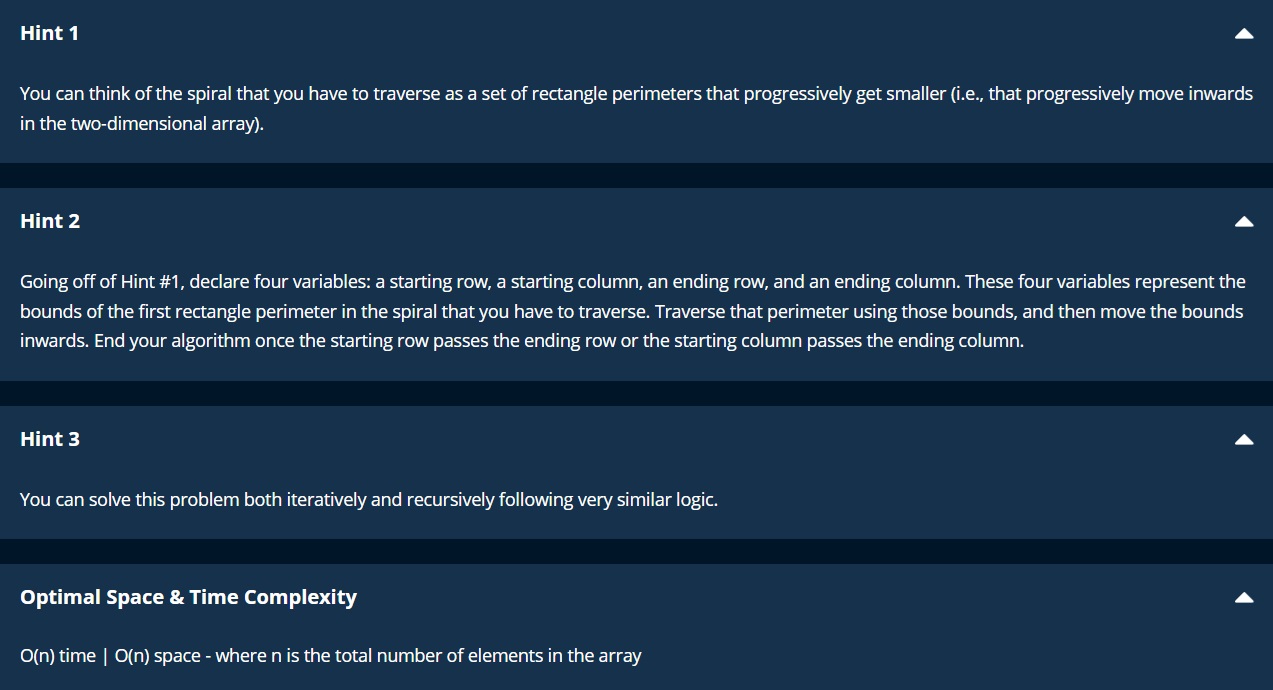 Hint 1
You can think of the spiral that you have to traverse as a set of rectangle perimeters that progressively get smaller (i.e., that progressively move inwards
in the two-dimensional array).
Hint 2
Going off of Hint #1, declare four variables: a starting row, a starting column, an ending row, and an ending column. These four variables represent the
bounds of the first rectangle perimeter in the spiral that you have to traverse. Traverse that perimeter using those bounds, and then move the bounds
inwards. End your algorithm once the starting row passes the ending row or the starting column passes the ending column.
Hint 3
You can solve this problem both iteratively and recursively following very similar logic.
Optimal Space & Time Complexity
O(n) time | O(n) space - where n is the total number of elements in the array